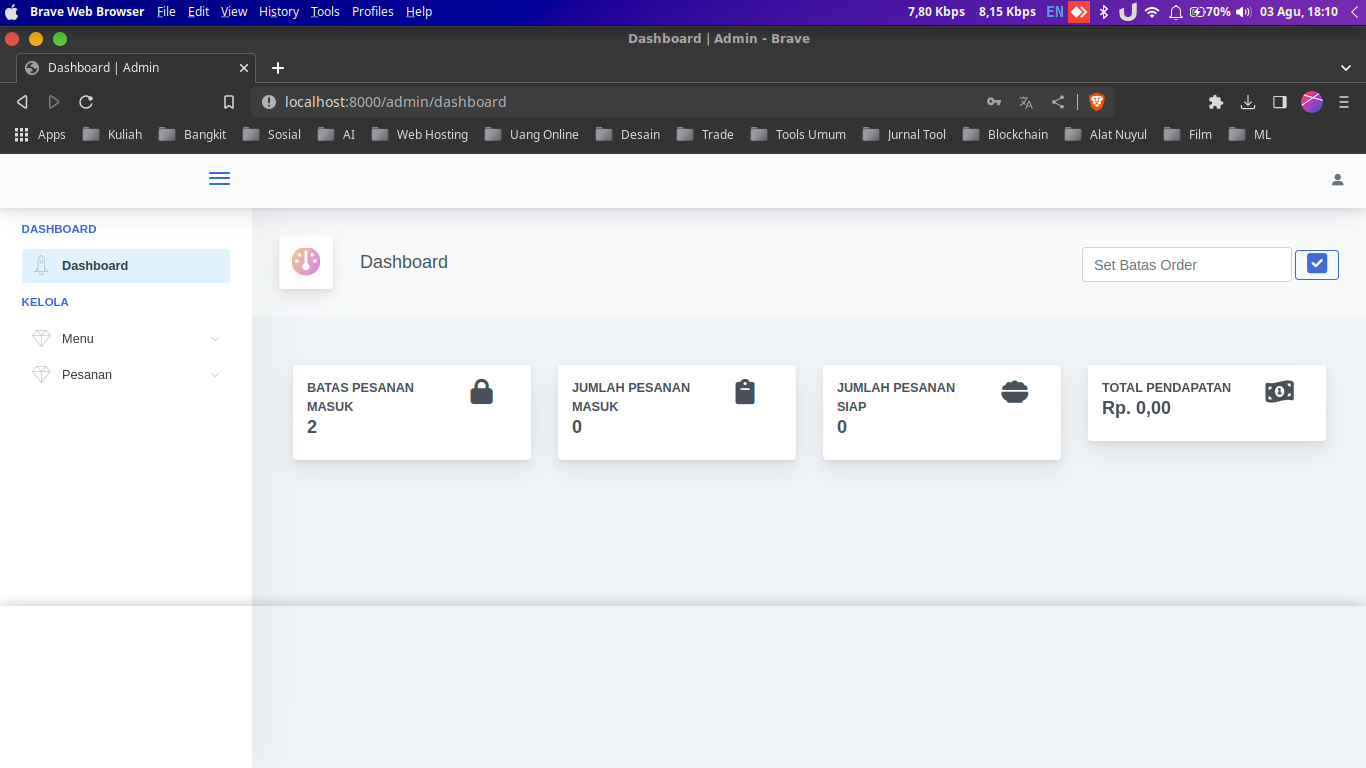 Brave Web Browser File Edit View History Tools Profiles Help 7,80 Kbps 8,15 Kbps EN 70% 03 Agu, 18:10
Dashboard | Admin - Brave
Dashboard | Admin
localhost:8000/admin/dashboard
Apps Kuliah Bangkit Sosial AI Web Hosting Uang Online Desain Trade Tools Umum Jurnal Tool Blockchain Alat Nuyul Film ML
DASHBOARD
Dashboard
KELOLA
Menu
Pesanan
Dashboard
Set Batas Order
BATAS PESANAN
MASUK
2
JUMLAH PESANAN
MASUK
0
JUMLAH PESANAN
SIAP
0
TOTAL PENDAPATAN
Rp. 0,00